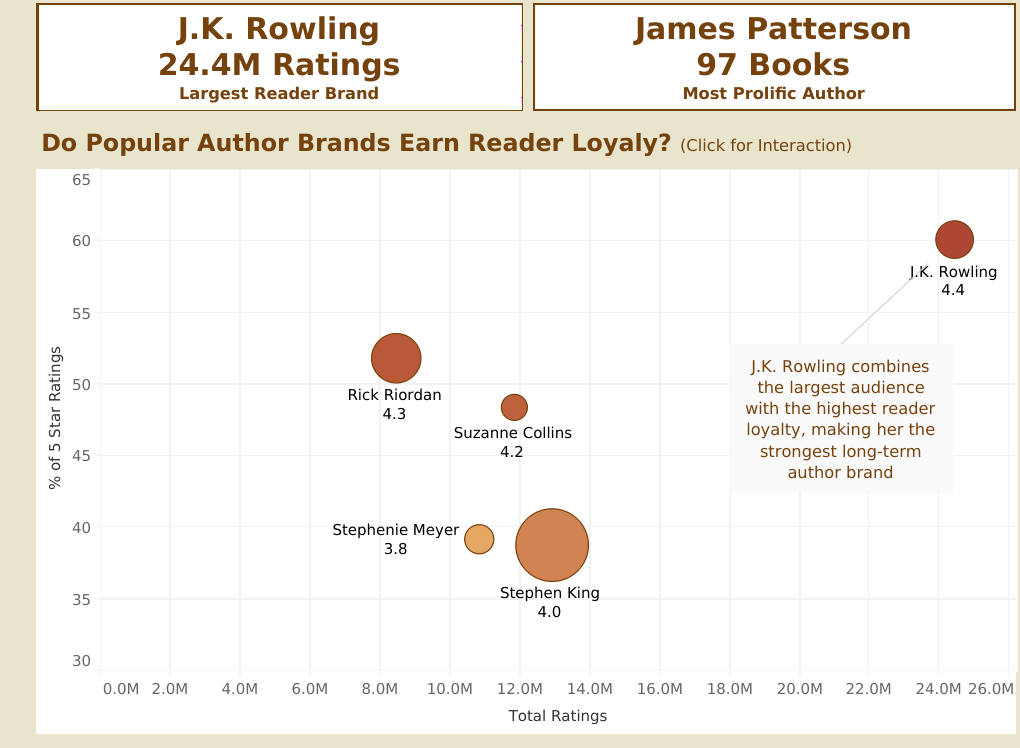 J.K. Rowling
24.4M Ratings
Largest Reader Brand
James Patterson
97 Books
Most Prolific Author
Do Popular Author Brands Earn Reader Loyaly? (Click for Interaction)
65
60
55
50
45
40
35
30
% of 5 Star Ratings
J.K. Rowling
4.4
Rick Riordan
4.3
Suzanne Collins
4.2
Stephenie Meyer
3.8
Stephen King
4.0
J.K. Rowling combines
the largest audience
with the highest reader
loyalty, making her the
strongest long-term
author brand
0.0M 2.0M 4.0M 6.0M 8.0M 10.0M 12.0M 14.0M 16.0M 18.0M 20.0M 22.0M 24.0M 26.0M
Total Ratings